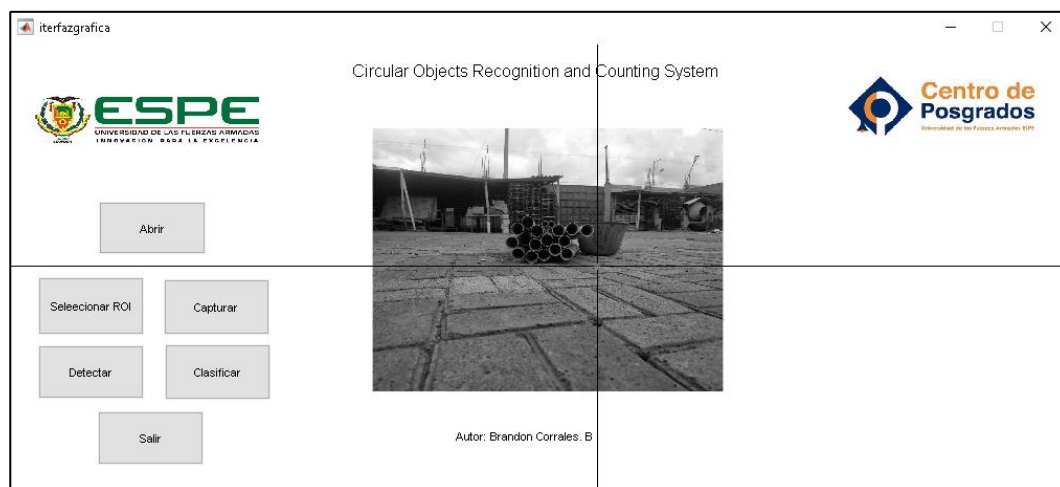 iterfazgrafica
Circular Objects Recognition and Counting System
ESPE
UNIVERSIDAD DE LAS FUERZAS ARMADAS
INNOVACION PARA LA EXCELENCIA
Centro de
Posgrados
Universidad de las Fuerzas Armadas ESPE
Abrir
Seleecionar ROI
Capturar
Detectar
Clasificar
Salir
Autor: Brandon Corrales. B